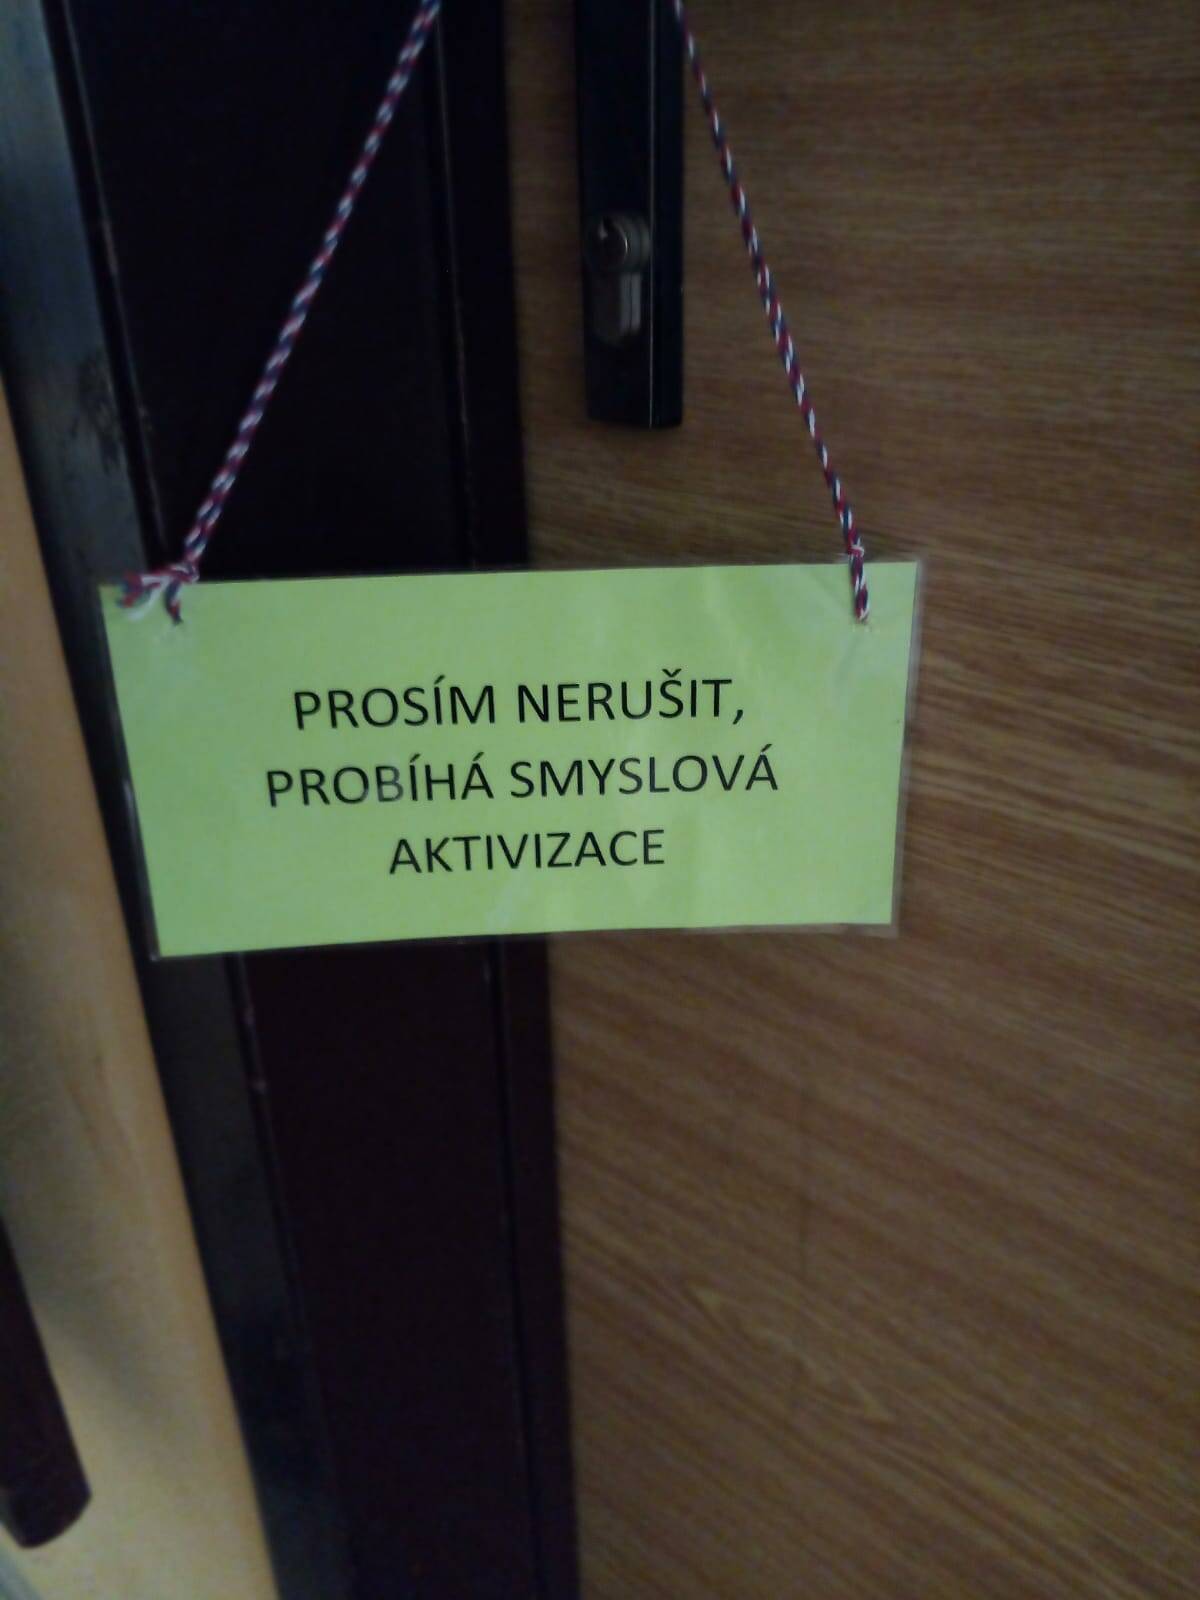 PROSÍM NERUŠIT,
PROBÍHÁ SMYSLOVÁ
AKTIVIZACE